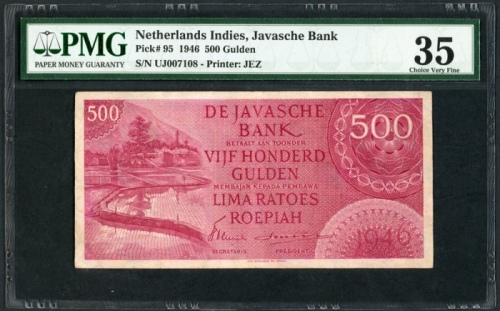 PMG
PAPER MONEY GUARANTY
Netherlands Indies, Javasche Bank
Pick# 95 1946 500 Gulden
S/N UJ007108 - Printer: JEZ
35
Choice Very Fine
500
DE JAVASCHE
BANK
BETAALT AAN TOONDER
VIJF HONDERD
GULDEN
MEMBAJAR KEPADA PEMBAWA
LIMA RATOES
ROEPIAH
500
SECRETARIS
PRESIDENT
1946